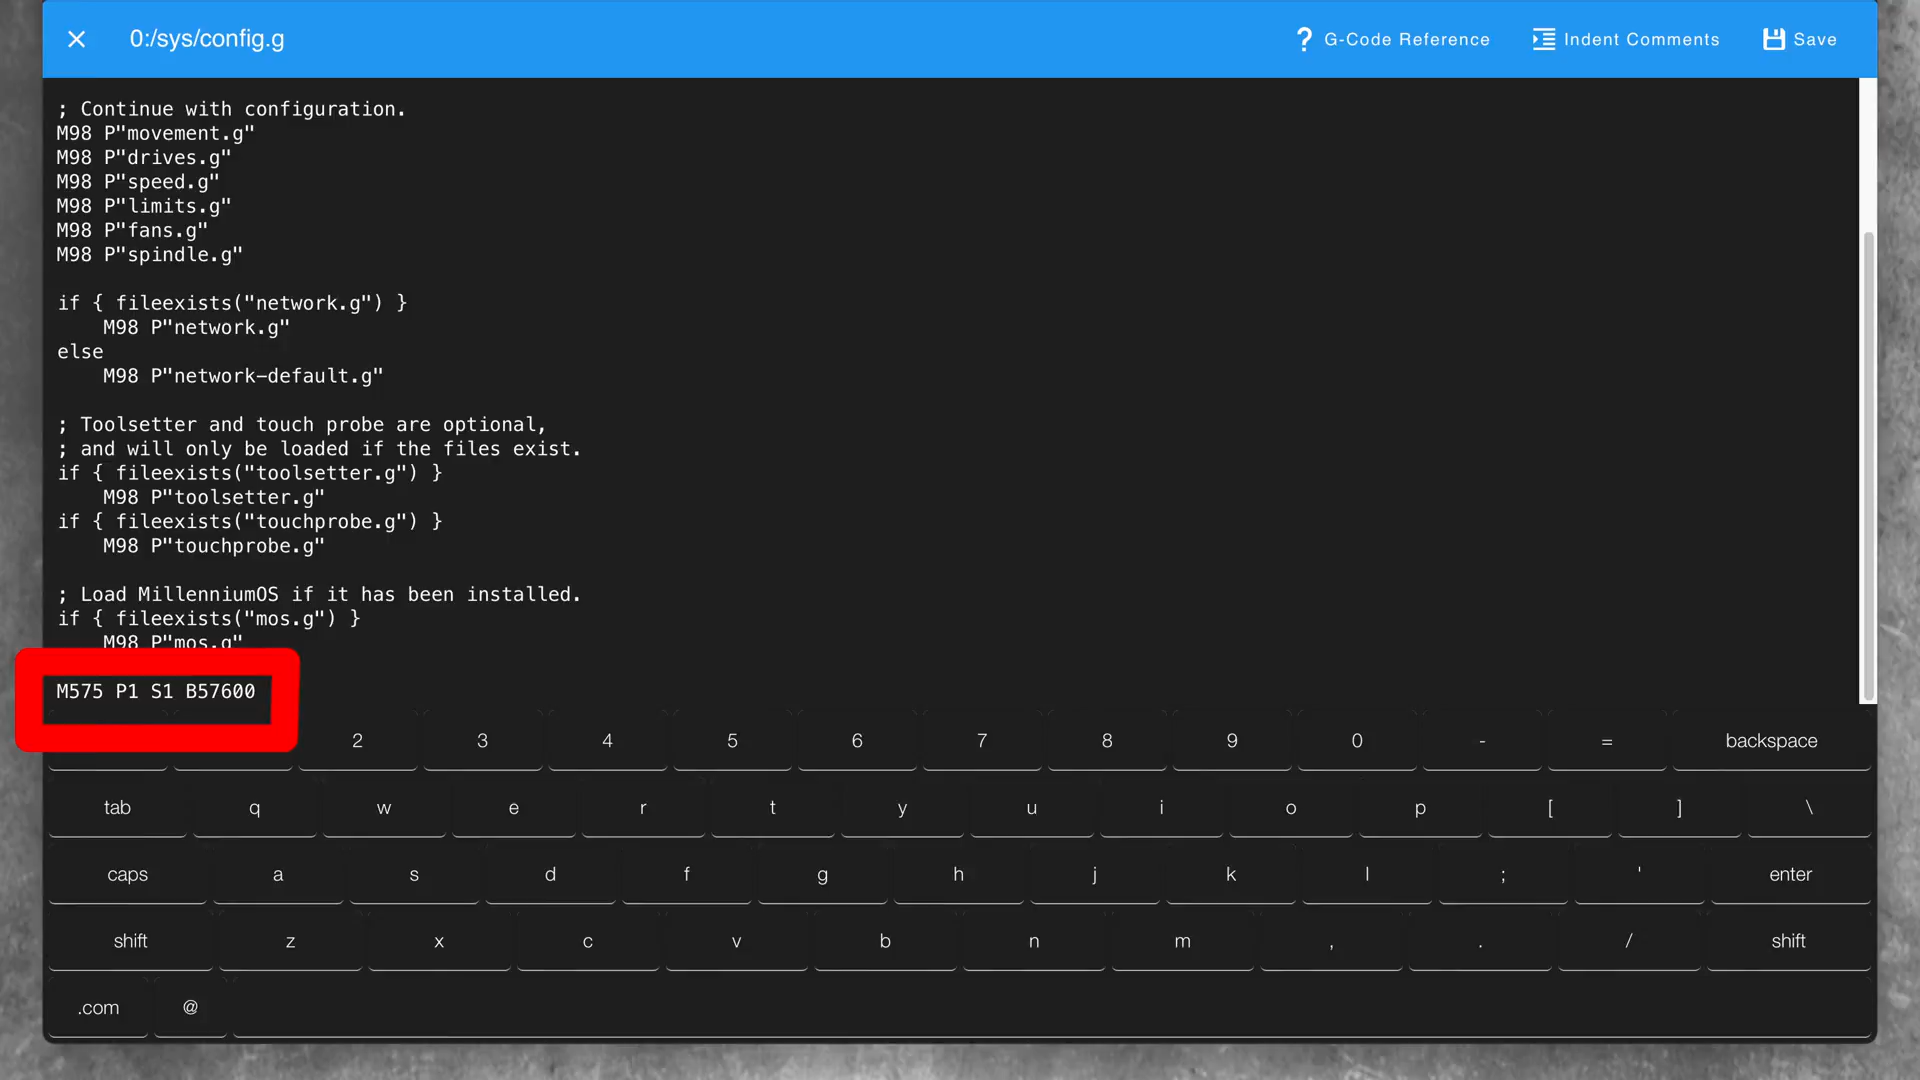 0:/sys/config.g
G-Code Reference
Indent Comments
Save
; Continue with configuration.
M98 P"movement.g"
M98 P"drives.g"
M98 P"speed.g"
M98 P"limits.g"
M98 P"fans.g"
M98 P"spindle.g"
if { fileexists("network.g") }
M98 P"network.g"
else
M98 P"network-default.g"
; Toolsetter and touch probe are optional,
; and will only be loaded if the files exist.
if { fileexists("toolsetter.g") }
M98 P"toolsetter.g"
if { fileexists("touchprobe.g") }
M98 P"touchprobe.g"
; Load MillenniumOS if it has been installed.
if { fileexists("mos.g") }
M98 P"mos.g"
M575 P1 S1 B57600
2 3 4 5 6 7 8 9 0 - = backspace
tab q w e r t y u i o p [ ] \
caps a s d f g h j k l ; ' enter
shift z x c v b n m , . / shift
.com @